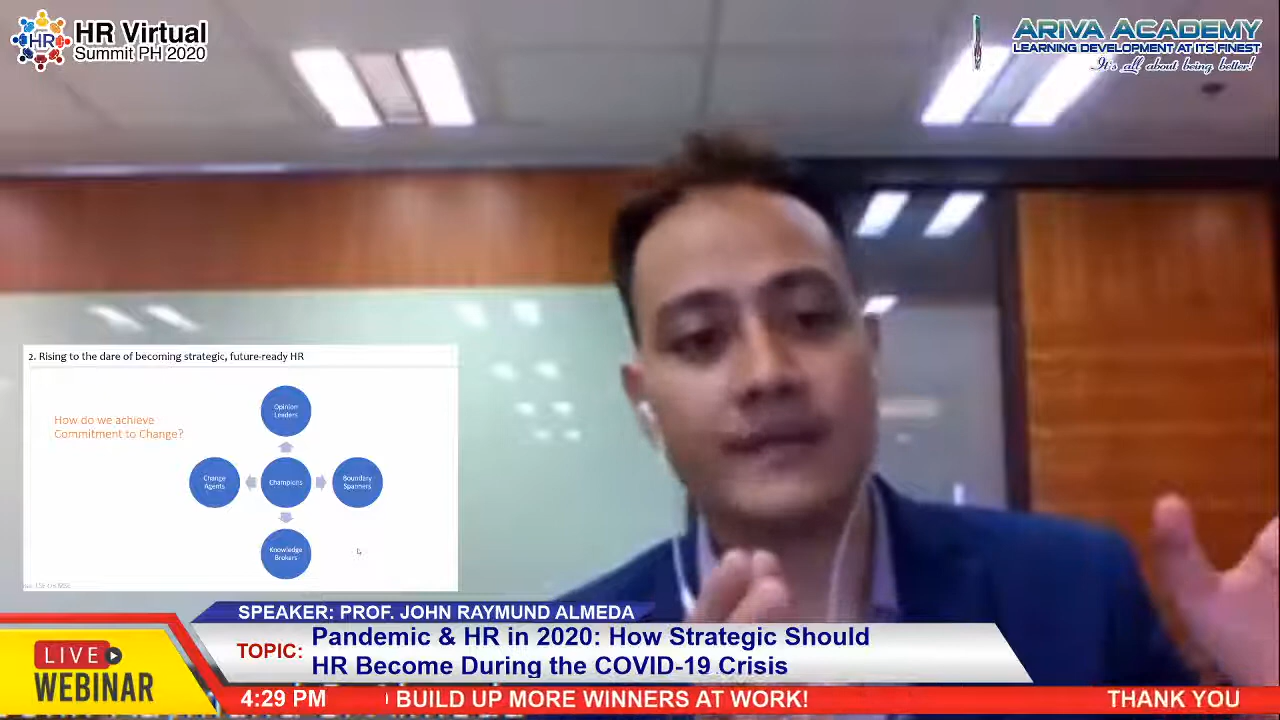 HR
HR Virtual
Summit PH 2020
ARIVA ACADEMY
LEARNING DEVELOPMENT AT ITS FINEST
It's all about being better!
2. Rising to the dare of becoming strategic, future-ready HR
How do we achieve
Commitment to Change?
Opinion
Leaders
Change
Agents
Champions
Boundary
Spanners
Knowledge
Brokers
SPEAKER: PROF. JOHN RAYMUND ALMEDA
TOPIC:
Pandemic & HR in 2020: How Strategic Should
HR Become During the COVID-19 Crisis
LIVE
WEBINAR
4:29 PM
BUILD UP MORE WINNERS AT WORK!
THANK YOU